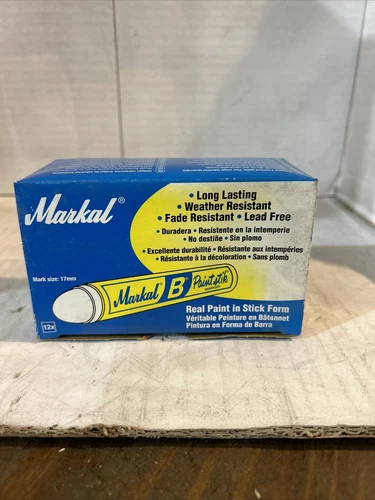 Markal®
• Long Lasting
• Weather Resistant
• Fade Resistant • Lead Free
• Duradera • Resistente en la intemperie
• No destiñe • Sin plomo
• Excellente durabilité • Résistante aux intempéries
• Résistante à la décoloration • Sans plomb
Mark size: 17mm
Markal B® Paintstik
12x
Real Paint in Stick Form
Véritable Peinture en Bâtonnet
Pintura en Forma de Barra